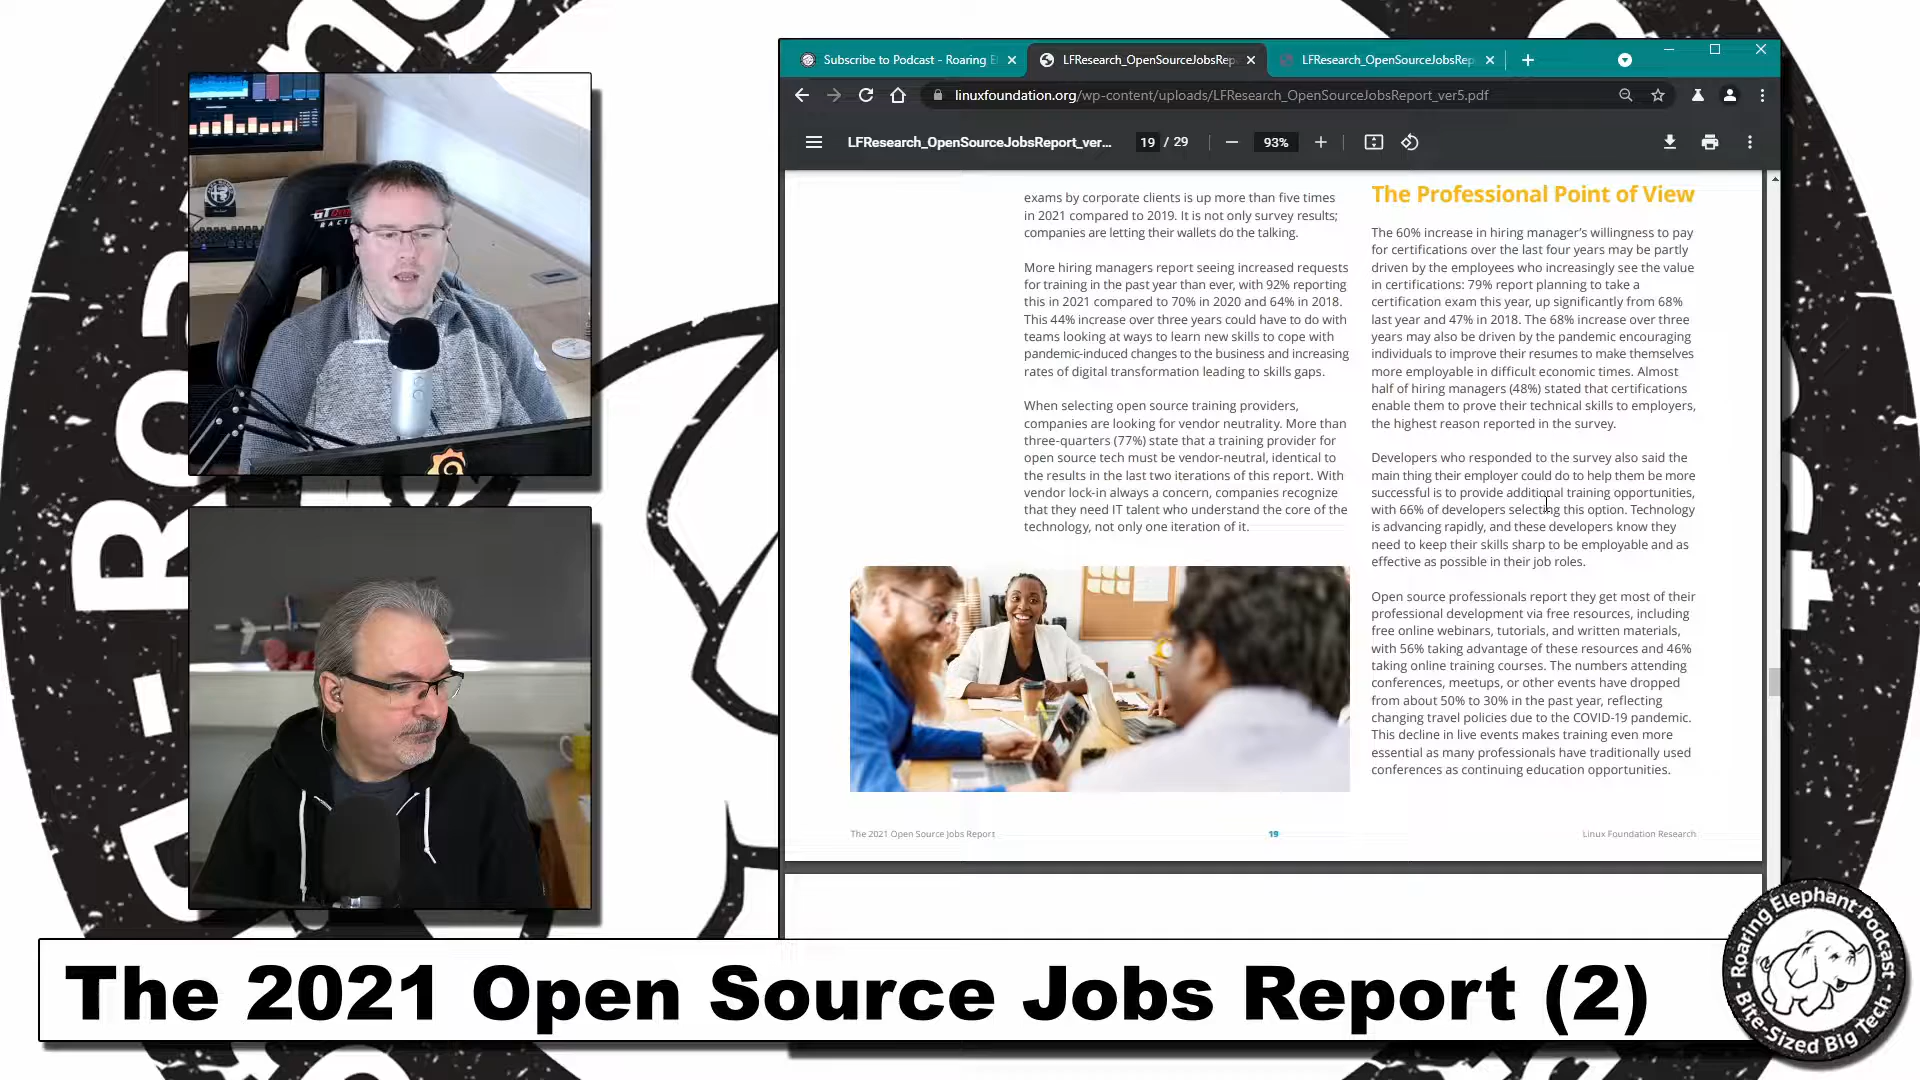 Subscribe to Podcast - Roaring E
LFResearch_OpenSourceJobsRep
LFResearch_OpenSourceJobsRep
linuxfoundation.org/wp-content/uploads/LFResearch_OpenSourceJobsReport_ver5.pdf
LFResearch_OpenSourceJobsReport_ver...
19 / 29
93%
exams by corporate clients is up more than five times
in 2021 compared to 2019. It is not only survey results;
companies are letting their wallets do the talking.
More hiring managers report seeing increased requests
for training in the past year than ever, with 92% reporting
this in 2021 compared to 70% in 2020 and 64% in 2018.
This 44% increase over three years could have to do with
teams looking at ways to learn new skills to cope with
pandemic-induced changes to the business and increasing
rates of digital transformation leading to skills gaps.
When selecting open source training providers,
companies are looking for vendor neutrality. More than
three-quarters (77%) state that a training provider for
open source tech must be vendor-neutral, identical to
the results in the last two iterations of this report. With
vendor lock-in always a concern, companies recognize
that they need IT talent who understand the core of the
technology, not only one iteration of it.
The Professional Point of View
The 60% increase in hiring manager's willingness to pay
for certifications over the last four years may be partly
driven by the employees who increasingly see the value
in certifications: 79% report planning to take a
certification exam this year, up significantly from 68%
last year and 47% in 2018. The 68% increase over three
years may also be driven by the pandemic encouraging
individuals to improve their resumes to make themselves
more employable in difficult economic times. Almost
half of hiring managers (48%) stated that certifications
enable them to prove their technical skills to employers,
the highest reason reported in the survey.
Developers who responded to the survey also said the
main thing their employer could do to help them be more
successful is to provide additional training opportunities,
with 66% of developers selecting this option. Technology
is advancing rapidly, and these developers know they
need to keep their skills sharp to be employable and as
effective as possible in their job roles.
Open source professionals report they get most of their
professional development via free resources, including
free online webinars, tutorials, and written materials,
with 56% taking advantage of these resources and 46%
taking online training courses. The numbers attending
conferences, meetups, or other events have dropped
from about 50% to 30% in the past year, reflecting
changing travel policies due to the COVID-19 pandemic.
This decline in live events makes training even more
essential as many professionals have traditionally used
conferences as continuing education opportunities.
The 2021 Open Source Jobs Report
19
Linux Foundation Research
The 2021 Open Source Jobs Report (2)
Roaring Elephant Podcast
Bite-Sized Big Tech